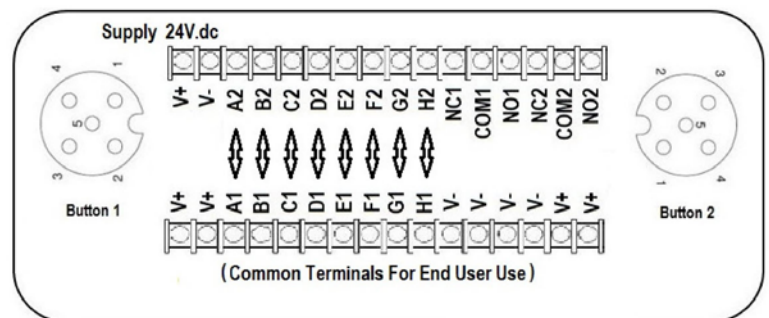 Supply 24V.dc
V+ V- A2 B2 C2 D2 E2 F2 G2 H2 NC1 COM1 NO1 NC2 COM2 NO2
4 1
5
3 2
Button 1
2 3
5
1 4
Button 2
V+ V+ A1 B1 C1 D1 E1 F1 G1 H1 V- V- V- V- V+ V+
(Common Terminals For End User Use)